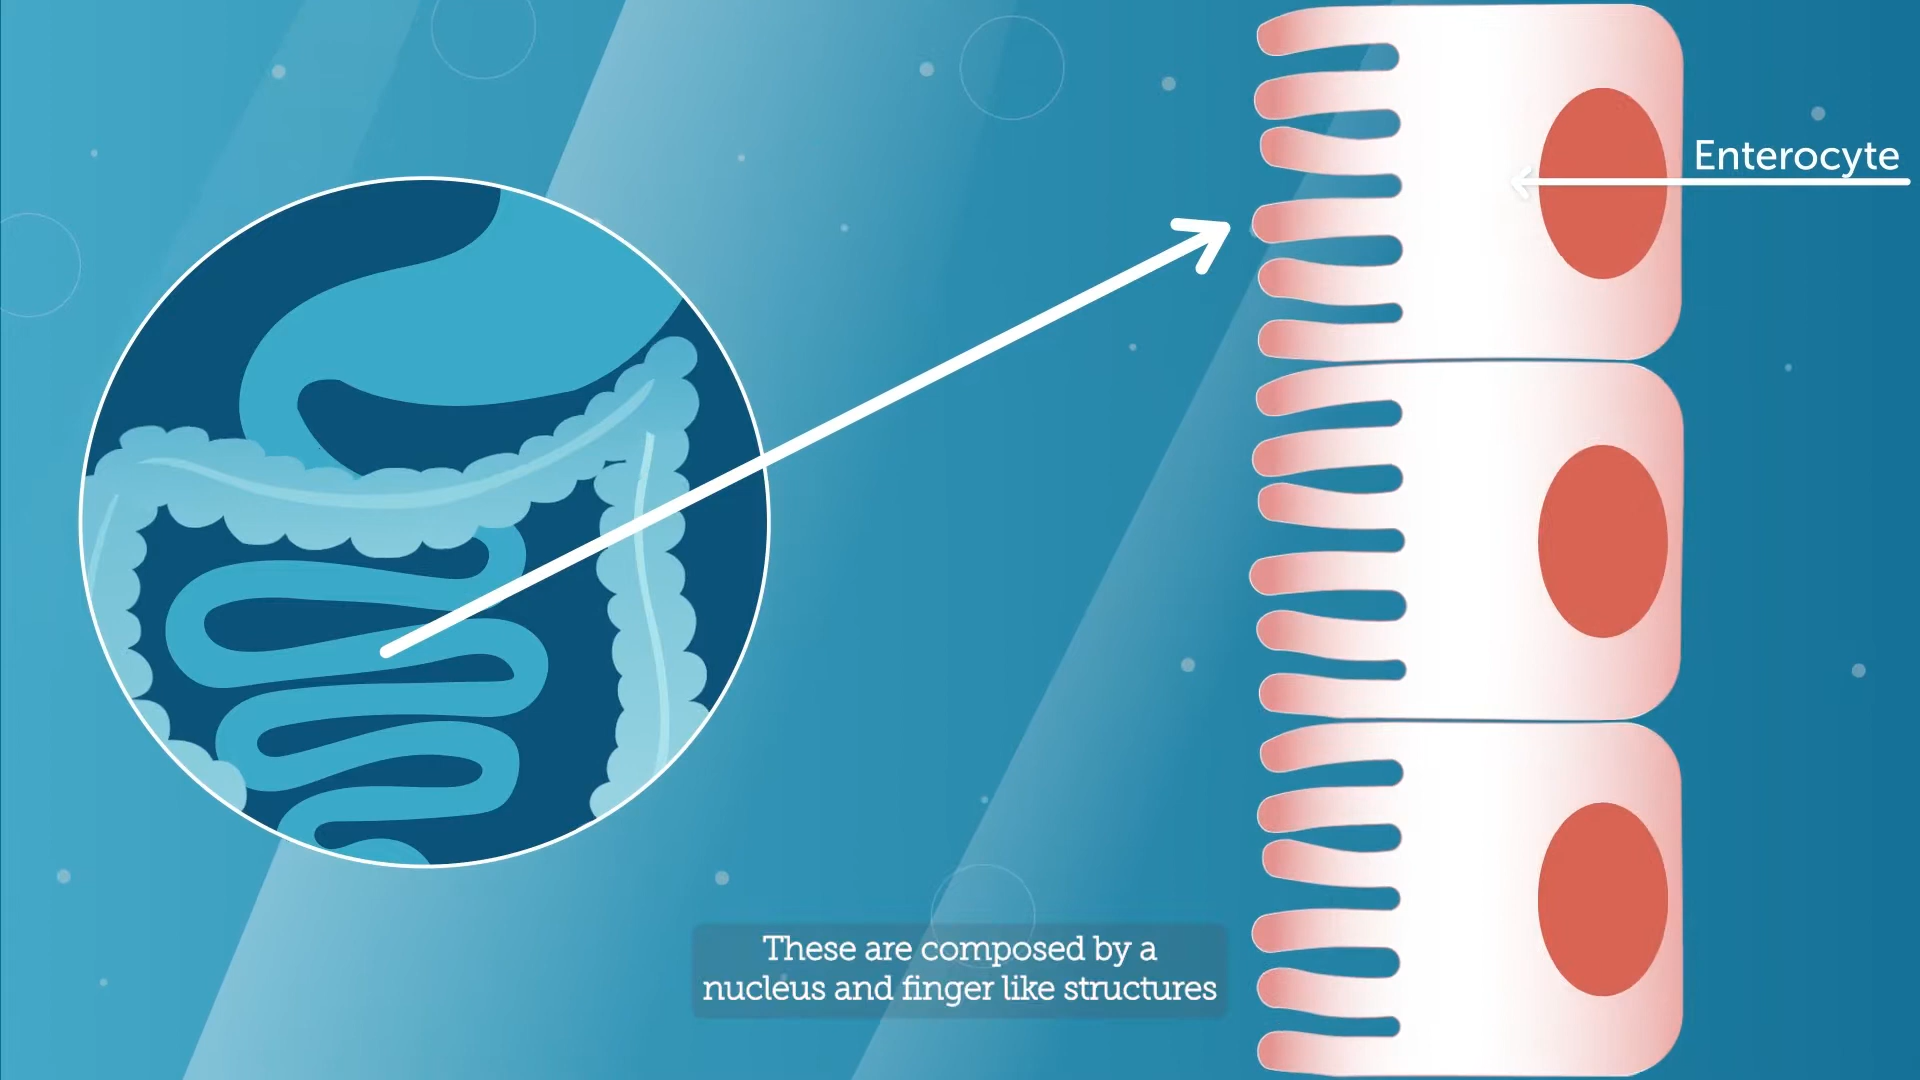 Enterocyte
These are composed by a
nucleus and finger like structures